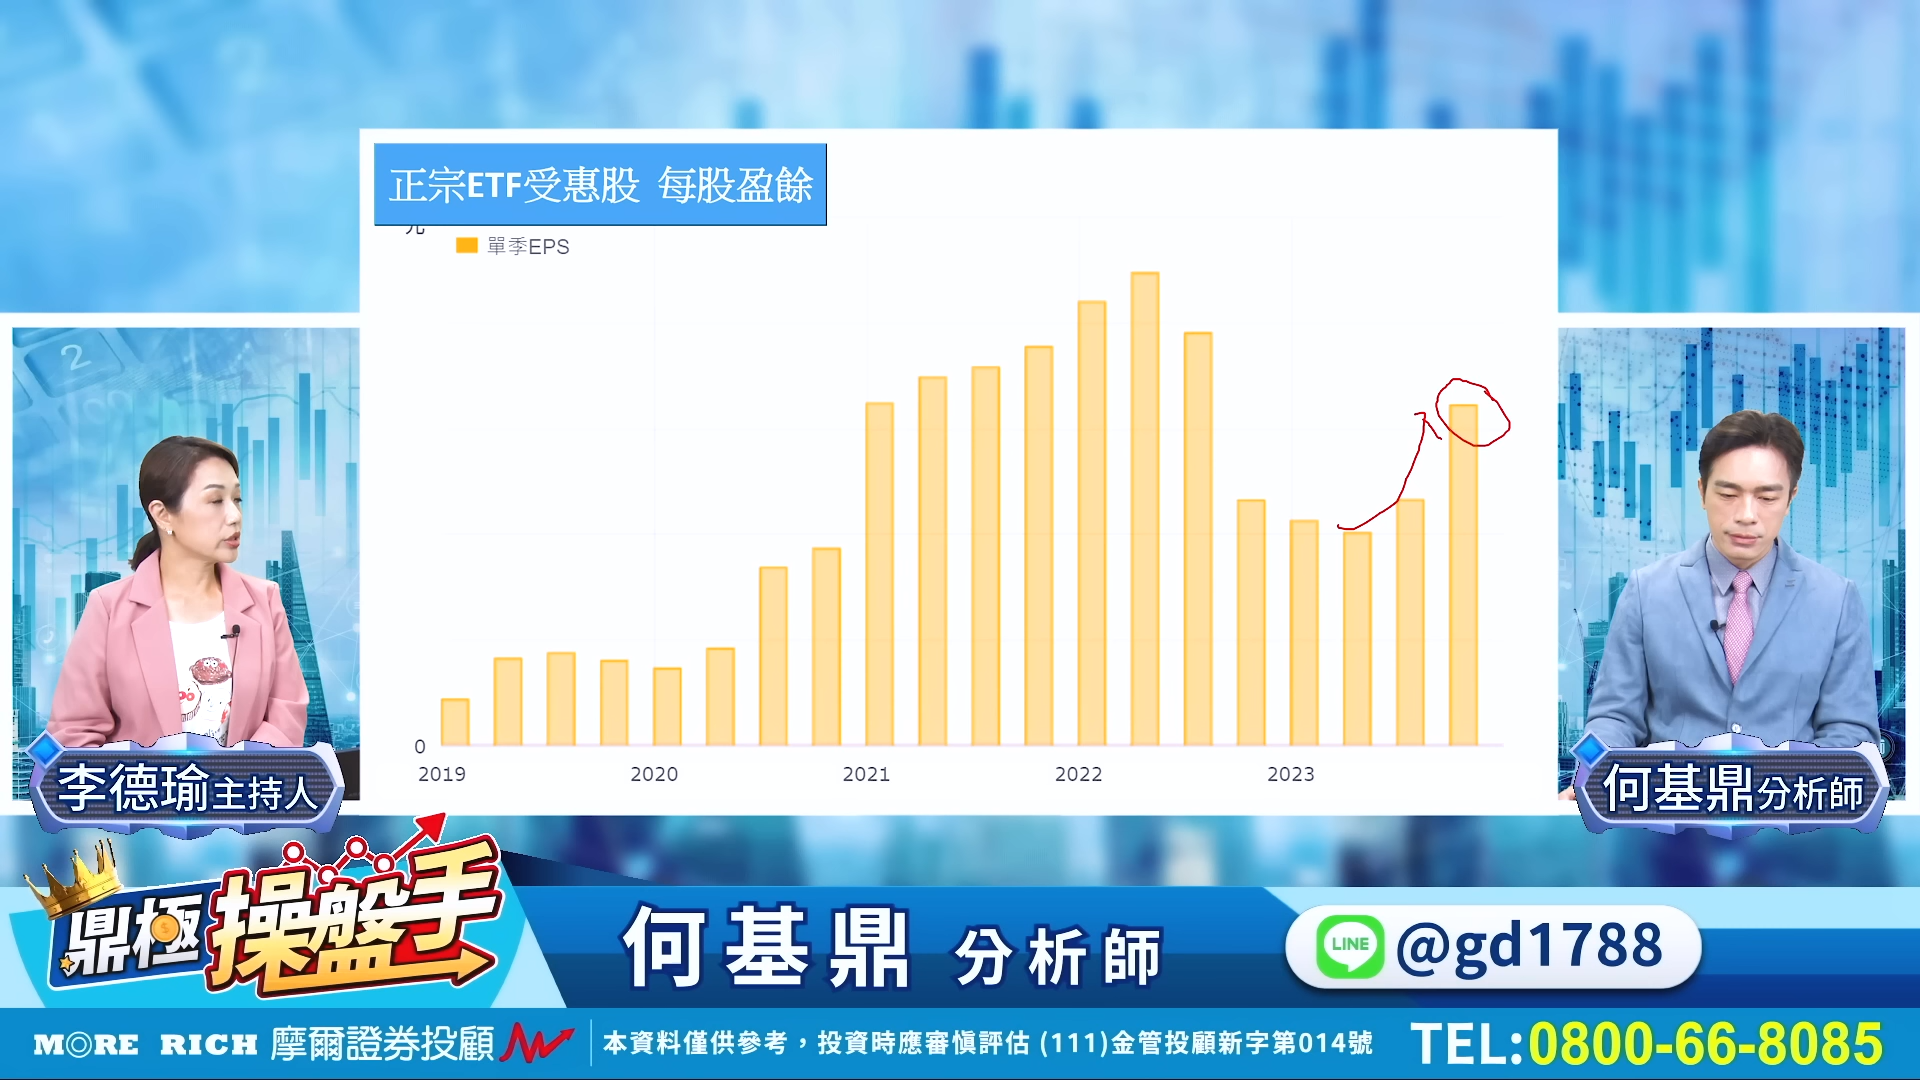 正宗ETF受惠股 每股盈餘
元
單季EPS
0
2019 2020 2021 2022 2023
李德瑜主持人
何基鼎分析師
鼎極操盤手
何基鼎 分析師
LINE @gd1788
MORE RICH 摩爾證券投顧
本資料僅供參考，投資時應審慎評估 (111)金管投顧新字第014號
TEL:0800-66-8085